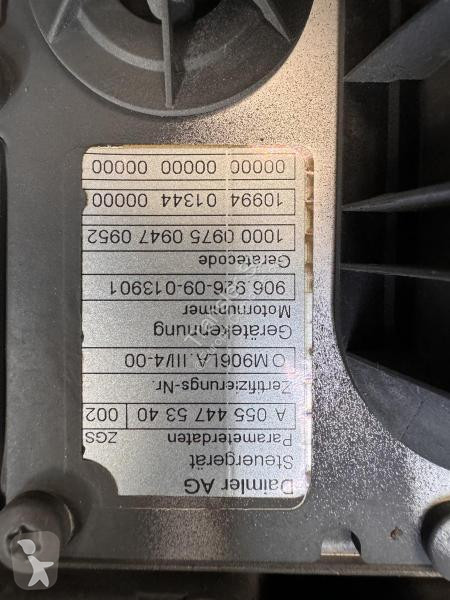 Daimler AG
Steuergerät
Parameterdaten ZGS
A 055 447 53 40 002
Zertifizierungs-Nr.
OM906LA.III/4-00
Gerätekennung
Motornummer
906.926-09-013901
Gerätecode
1000 0975 0947 0952
10994 01344 00000
00000 00000 00000